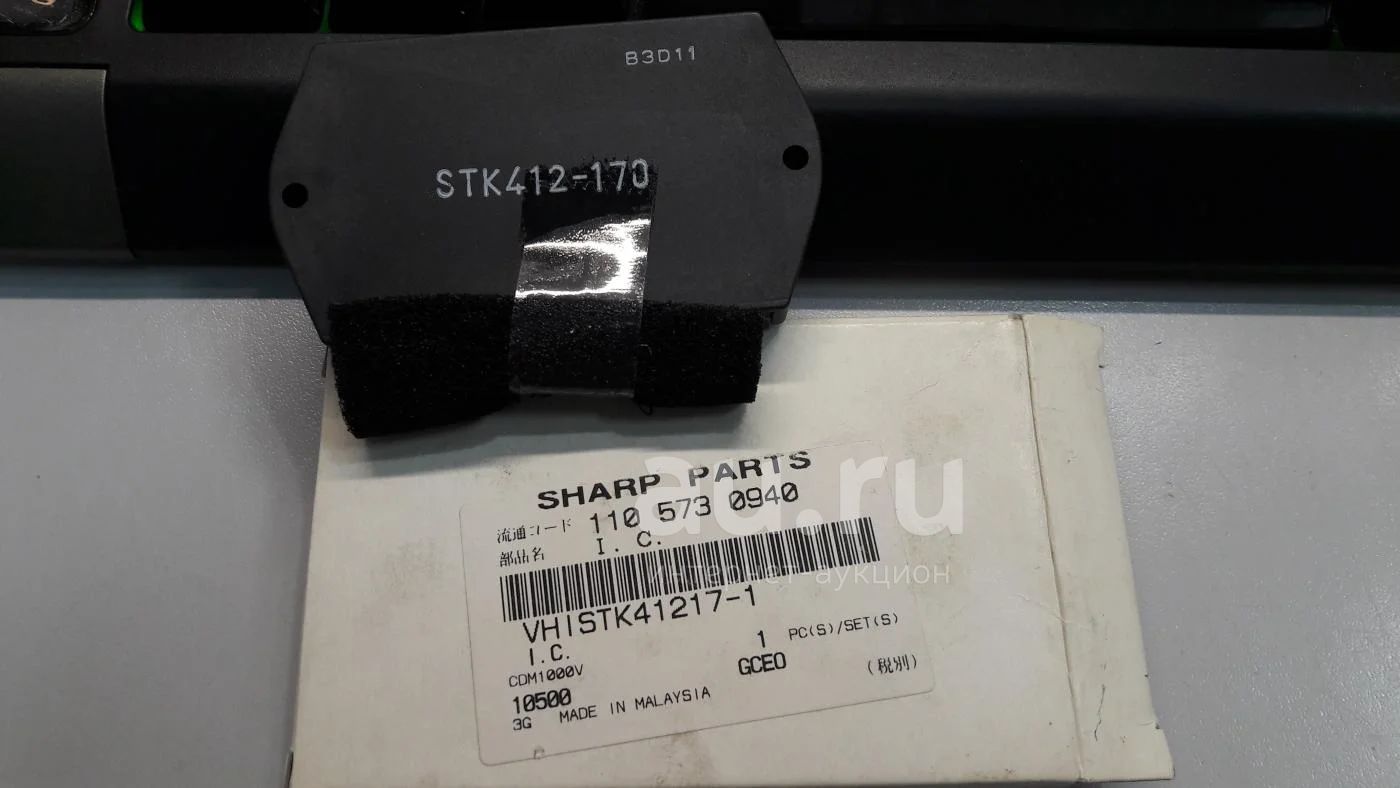 B3D11
STK412-170
SHARP PARTS
流通コード 110 573 0940
部品名 I. C.
VHISTK41217-1
I.C.
1 PC(S)/SET(S)
CDM1000V
GCE0
(税別)
10500
3G MADE IN MALAYSIA
au.ru
интернет-аукцион